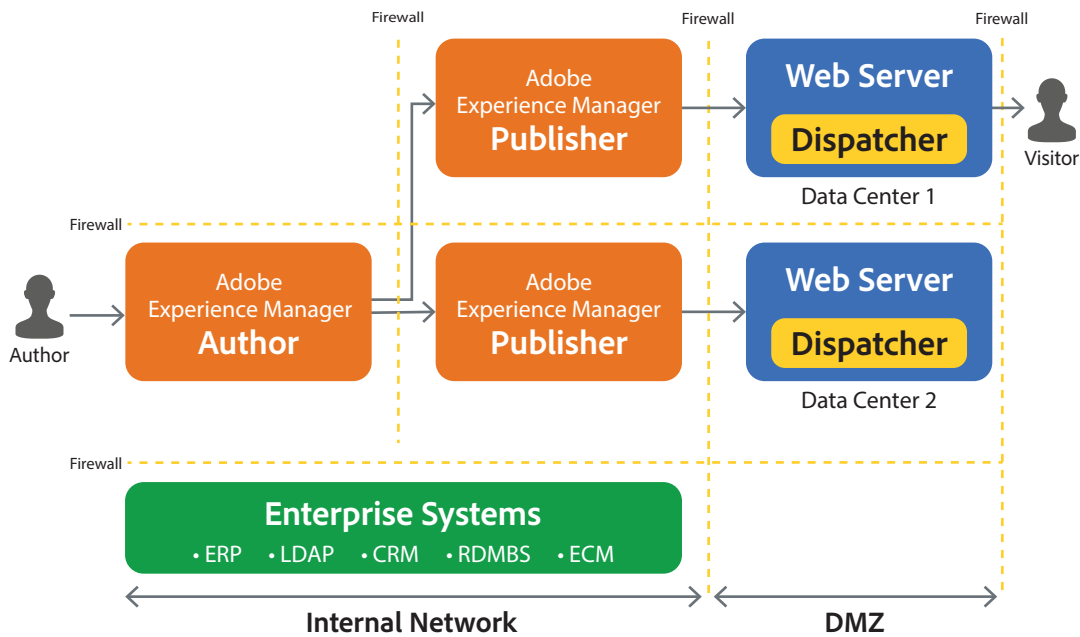 Firewall
Firewall
Firewall
Adobe
Experience Manager
Publisher
Web Server
Dispatcher
Data Center 1
Visitor
Firewall
Author
Adobe
Experience Manager
Author
Adobe
Experience Manager
Publisher
Web Server
Dispatcher
Data Center 2
Firewall
Enterprise Systems
• ERP • LDAP • CRM • RDMBS • ECM
Internal Network
DMZ